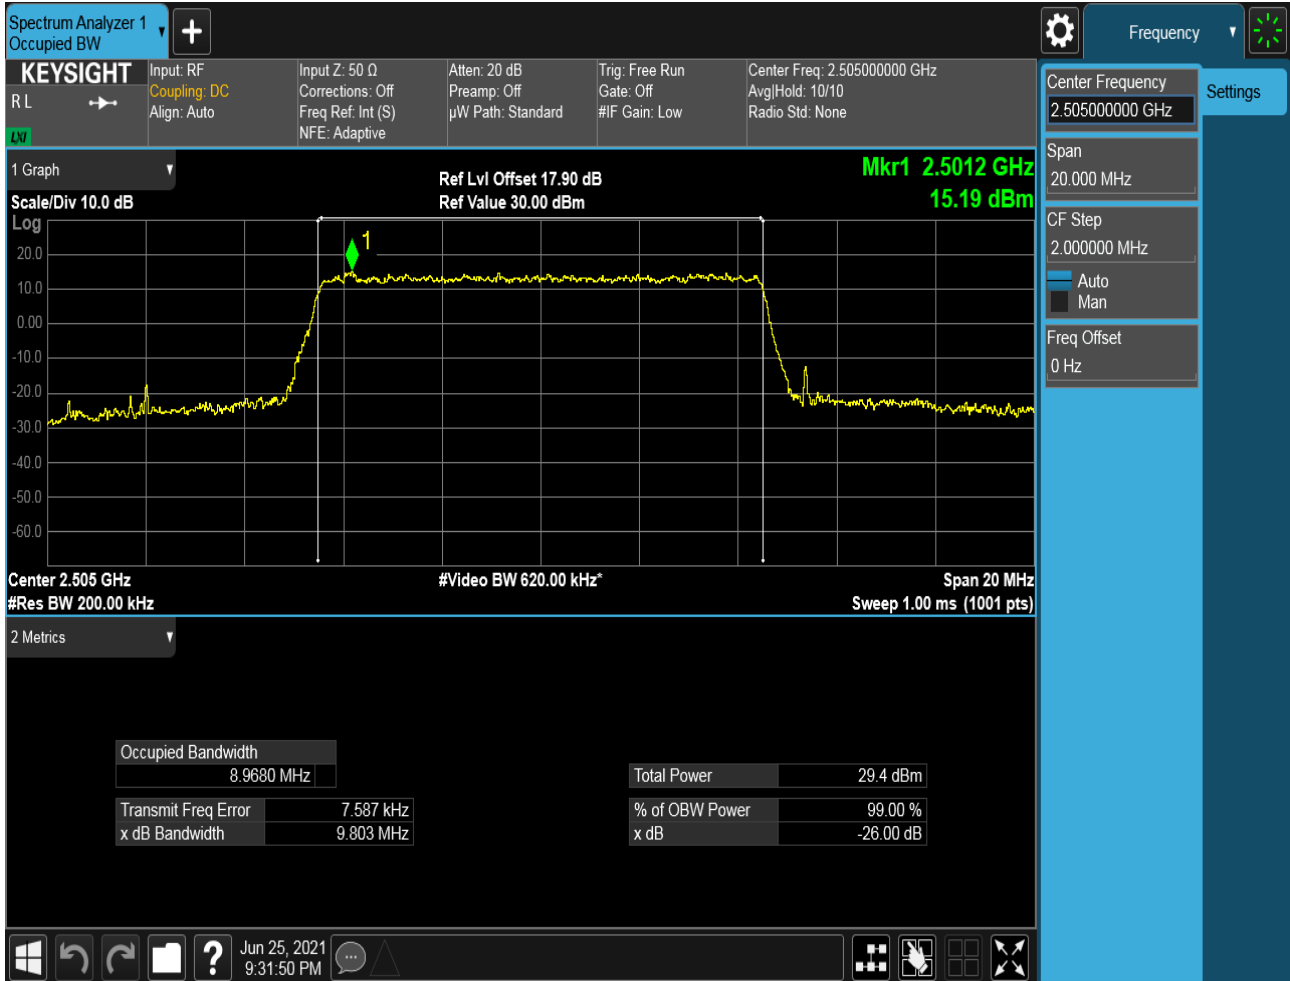 Spectrum Analyzer 1
Occupied BW
Frequency
KEYSIGHT
R L
LXI
Input: RF
Coupling: DC
Align: Auto
Input Z: 50 Ω
Corrections: Off
Freq Ref: Int (S)
NFE: Adaptive
Atten: 20 dB
Preamp: Off
µW Path: Standard
Trig: Free Run
Gate: Off
#IF Gain: Low
Center Freq: 2.505000000 GHz
Avg|Hold: 10/10
Radio Std: None
Center Frequency
2.505000000 GHz
Settings
Span
20.000 MHz
CF Step
2.000000 MHz
Auto
Man
Freq Offset
0 Hz
1 Graph
Scale/Div 10.0 dB
Ref Lvl Offset 17.90 dB
Ref Value 30.00 dBm
Mkr1 2.5012 GHz
15.19 dBm
Log
1
20.0
10.0
0.00
-10.0
-20.0
-30.0
-40.0
-50.0
-60.0
Center 2.505 GHz
#Video BW 620.00 kHz*
Span 20 MHz
#Res BW 200.00 kHz
Sweep 1.00 ms (1001 pts)
2 Metrics
Occupied Bandwidth
8.9680 MHz
Total Power 29.4 dBm
Transmit Freq Error 7.587 kHz
% of OBW Power 99.00 %
x dB Bandwidth 9.803 MHz
x dB -26.00 dB
?
Jun 25, 2021
9:31:50 PM